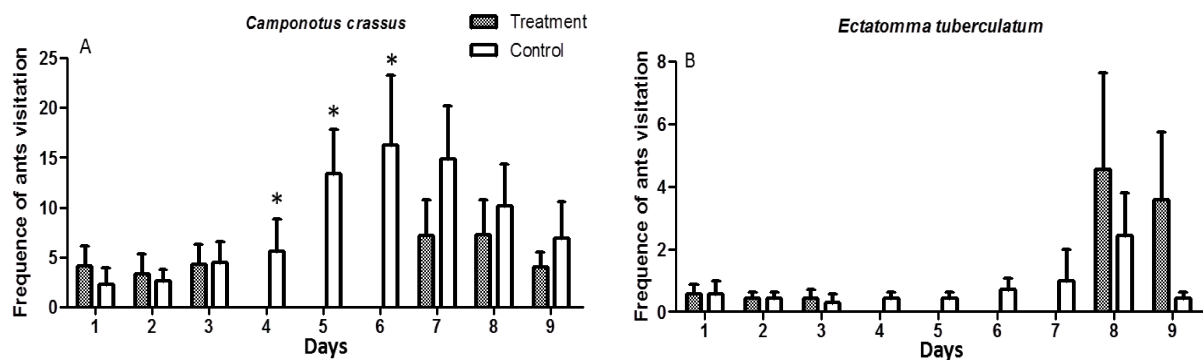 Camponotus crassus
Treatment
Control
A
Frequence of ants visitation
25
20
15
10
5
0
* * *
1 2 3 4 5 6 7 8 9
Days
Ectatomma tuberculatum
B
Frequence of ants visitation
8
6
4
2
0
1 2 3 4 5 6 7 8 9
Days